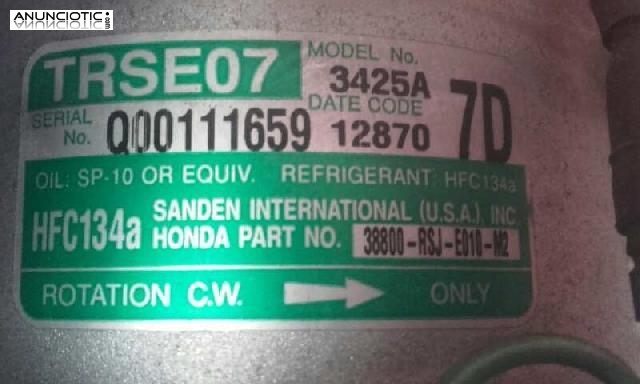 ANUNCIOTIC.com
TRSE07
MODEL No.
3425A
7D
SERIAL No.
Q00111659
DATE CODE
12870
OIL: SP-10 OR EQUIV. REFRIGERANT: HFC134a
HFC134a
SANDEN INTERNATIONAL (U.S.A.), INC.
HONDA PART NO. 38800-RSJ-E010-M2
ROTATION C.W. ONLY